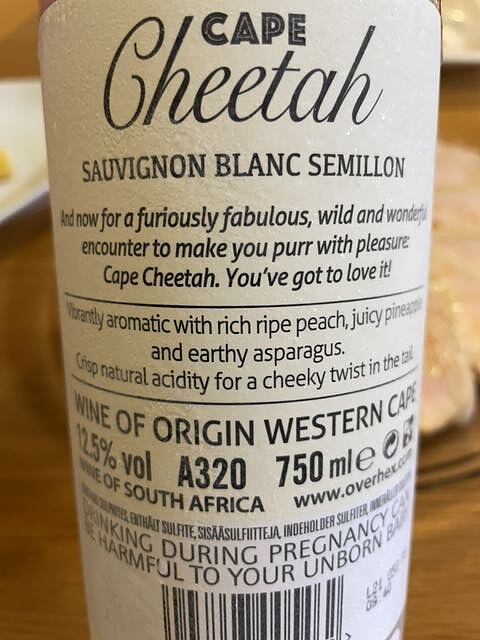 CAPE
Cheetah
SAUVIGNON BLANC SEMILLON
And now for a furiously fabulous, wild and wonderful
encounter to make you purr with pleasure:
Cape Cheetah. You've got to love it!
Vibrantly aromatic with rich ripe peach, juicy pineapple
and earthy asparagus.
Crisp natural acidity for a cheeky twist in the tail.
WINE OF ORIGIN WESTERN CAPE
12.5% vol A320 750 ml e
WINE OF SOUTH AFRICA www.overhex.com
SULPHITES, ENTHÄLT SULFITE, SISÄÄSULFIITTEJA, INDEHOLDER SULFITER,
DRINKING DURING PREGNANCY CAN
BE HARMFUL TO YOUR UNBORN BABY
L21
09:40